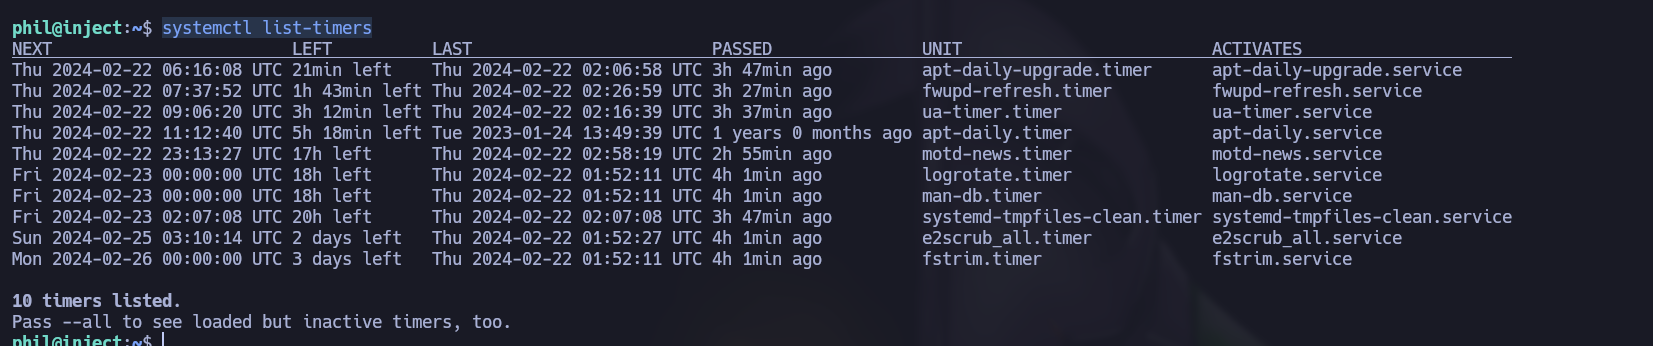 phil@inject:~$ systemctl list-timers
NEXT LEFT LAST PASSED UNIT ACTIVATES
Thu 2024-02-22 06:16:08 UTC 21min left Thu 2024-02-22 02:06:58 UTC 3h 47min ago apt-daily-upgrade.timer apt-daily-upgrade.service
Thu 2024-02-22 07:37:52 UTC 1h 43min left Thu 2024-02-22 02:26:59 UTC 3h 27min ago fwupd-refresh.timer fwupd-refresh.service
Thu 2024-02-22 09:06:20 UTC 3h 12min left Thu 2024-02-22 02:16:39 UTC 3h 37min ago ua-timer.timer ua-timer.service
Thu 2024-02-22 11:12:40 UTC 5h 18min left Tue 2023-01-24 13:49:39 UTC 1 years 0 months ago apt-daily.timer apt-daily.service
Thu 2024-02-22 23:13:27 UTC 17h left Thu 2024-02-22 02:58:19 UTC 2h 55min ago motd-news.timer motd-news.service
Fri 2024-02-23 00:00:00 UTC 18h left Thu 2024-02-22 01:52:11 UTC 4h 1min ago logrotate.timer logrotate.service
Fri 2024-02-23 00:00:00 UTC 18h left Thu 2024-02-22 01:52:11 UTC 4h 1min ago man-db.timer man-db.service
Fri 2024-02-23 02:07:08 UTC 20h left Thu 2024-02-22 02:07:08 UTC 3h 47min ago systemd-tmpfiles-clean.timer systemd-tmpfiles-clean.service
Sun 2024-02-25 03:10:14 UTC 2 days left Thu 2024-02-22 01:52:27 UTC 4h 1min ago e2scrub_all.timer e2scrub_all.service
Mon 2024-02-26 00:00:00 UTC 3 days left Thu 2024-02-22 01:52:11 UTC 4h 1min ago fstrim.timer fstrim.service
10 timers listed.
Pass --all to see loaded but inactive timers, too.
phil@inject:~$